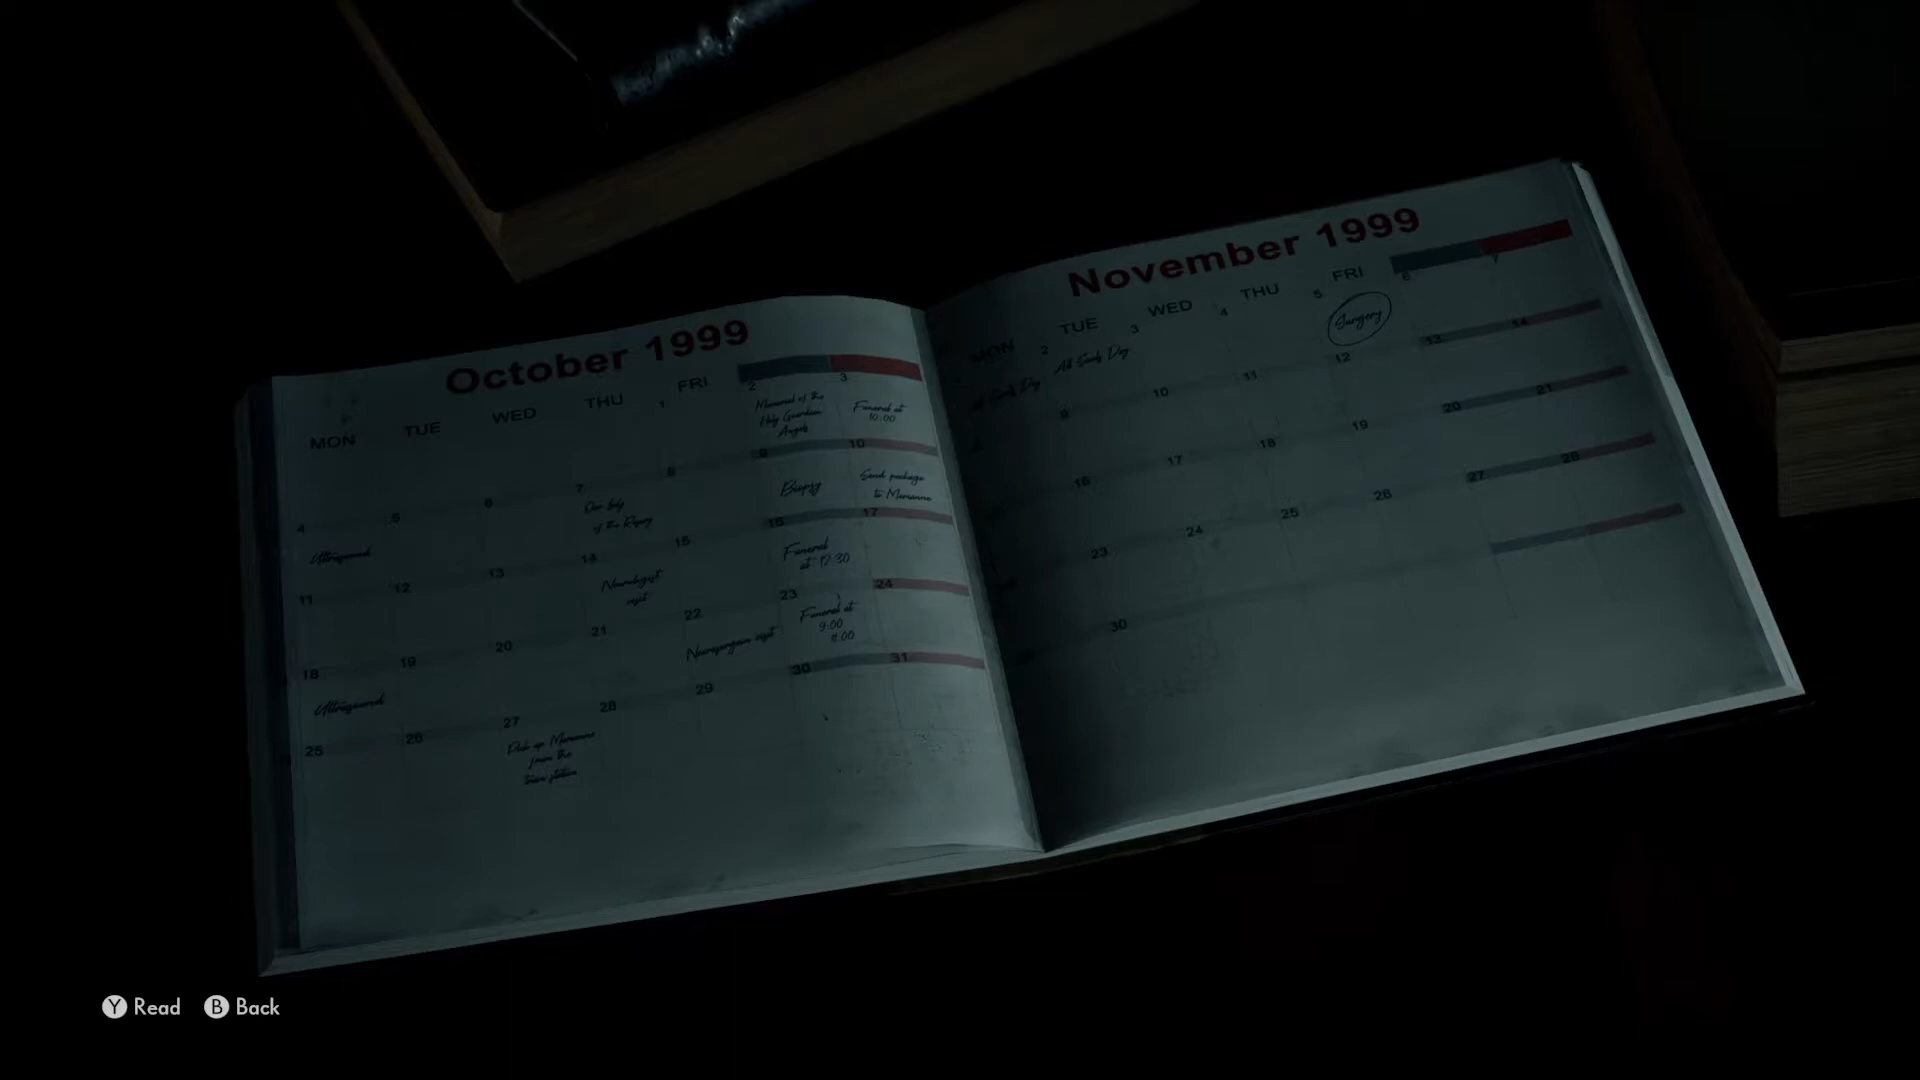 October 1999
MON TUE WED THU FRI
1 2 3
Memorial of the
Holy Guardian
Angels
Funeral at
10:00
4 5 6 7 8 9 10
Ultrasound
Our lady
of the Rosary
Biopsy
Send package
to Marianne
11 12 13 14 15 16 17
Neurologist
visit
Funeral
at 12:30
18 19 20 21 22 23 24
Ultrasound
Neurosurgeon visit
Funeral at
9:00
11:00
25 26 27 28 29 30 31
Pick up Marianne
from the
train station
November 1999
MON TUE WED THU FRI
2 3 4 5 6 7
Day
All Souls Day
Surgery
9 10 11 12 13 14
16 17 18 19 20 21
23 24 25 26 27 28
30
Y Read B Back